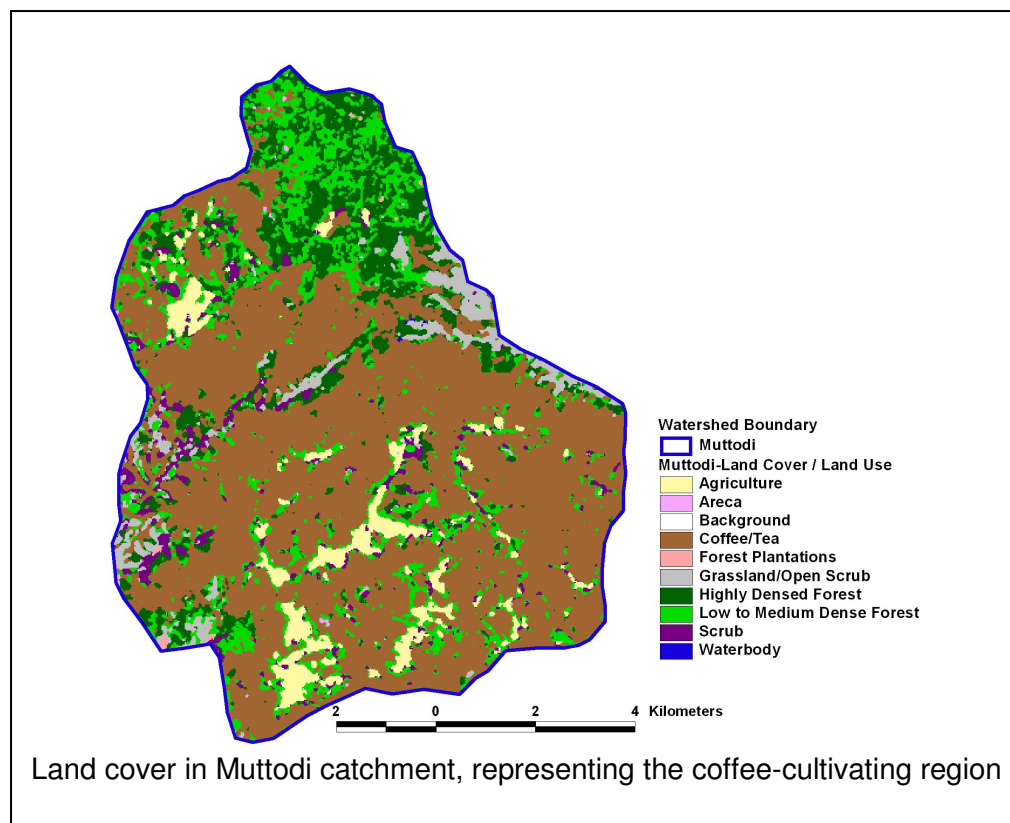 Watershed Boundary
Muttodi
Muttodi-Land Cover / Land Use
Agriculture
Areca
Background
Coffee/Tea
Forest Plantations
Grassland/Open Scrub
Highly Densed Forest
Low to Medium Dense Forest
Scrub
Waterbody
2 0 2 4 Kilometers
Land cover in Muttodi catchment, representing the coffee-cultivating region